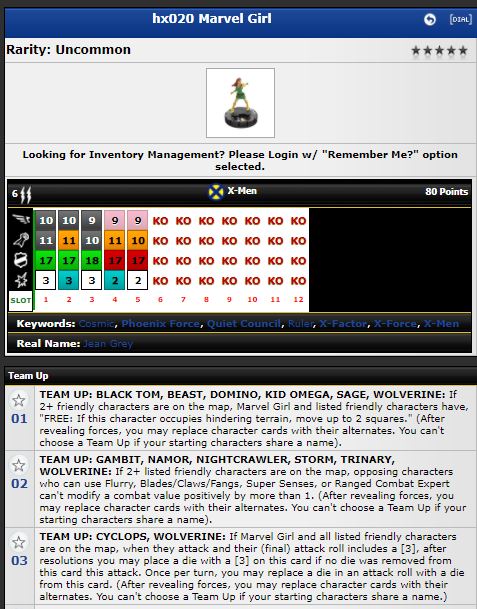 hx020 Marvel Girl
[DIAL]
Rarity: Uncommon
Looking for Inventory Management? Please Login w/ "Remember Me?" option
selected.
6 X-Men 80 Points
10 10 9 9 9 KO KO KO KO KO KO KO
11 11 10 11 10 KO KO KO KO KO KO KO
17 17 18 17 17 KO KO KO KO KO KO KO
3 3 3 2 2 KO KO KO KO KO KO KO
SLOT 1 2 3 4 5 6 7 8 9 10 11 12
Keywords: Cosmic, Phoenix Force, Quiet Council, Ruler, X-Factor, X-Force, X-Men
Real Name: Jean Grey
Team Up
01
TEAM UP: BLACK TOM, BEAST, DOMINO, KID OMEGA, SAGE, WOLVERINE: If
2+ friendly characters are on the map, Marvel Girl and listed friendly characters have,
"FREE: If this character occupies hindering terrain, move up to 2 squares." (After
revealing forces, you may replace character cards with their alternates. You can't
choose a Team Up if your starting characters share a name).
02
TEAM UP: GAMBIT, NAMOR, NIGHTCRAWLER, STORM, TRINARY,
WOLVERINE: If 2+ listed friendly characters are on the map, opposing characters
who can use Flurry, Blades/Claws/Fangs, Super Senses, or Ranged Combat Expert
can't modify a combat value positively by more than 1. (After revealing forces, you
may replace character cards with their alternates. You can't choose a Team Up if your
starting characters share a name).
03
TEAM UP: CYCLOPS, WOLVERINE: If Marvel Girl and all listed friendly characters
are on the map, when they attack and their (final) attack roll includes a [3], after
resolutions you may place a die with a [3] on this card if no die was removed from
this card this attack. Once per turn, you may replace a die in an attack roll with a die
from this card. (After revealing forces, you may replace character cards with their
alternates. You can't choose a Team Up if your starting characters share a name.)